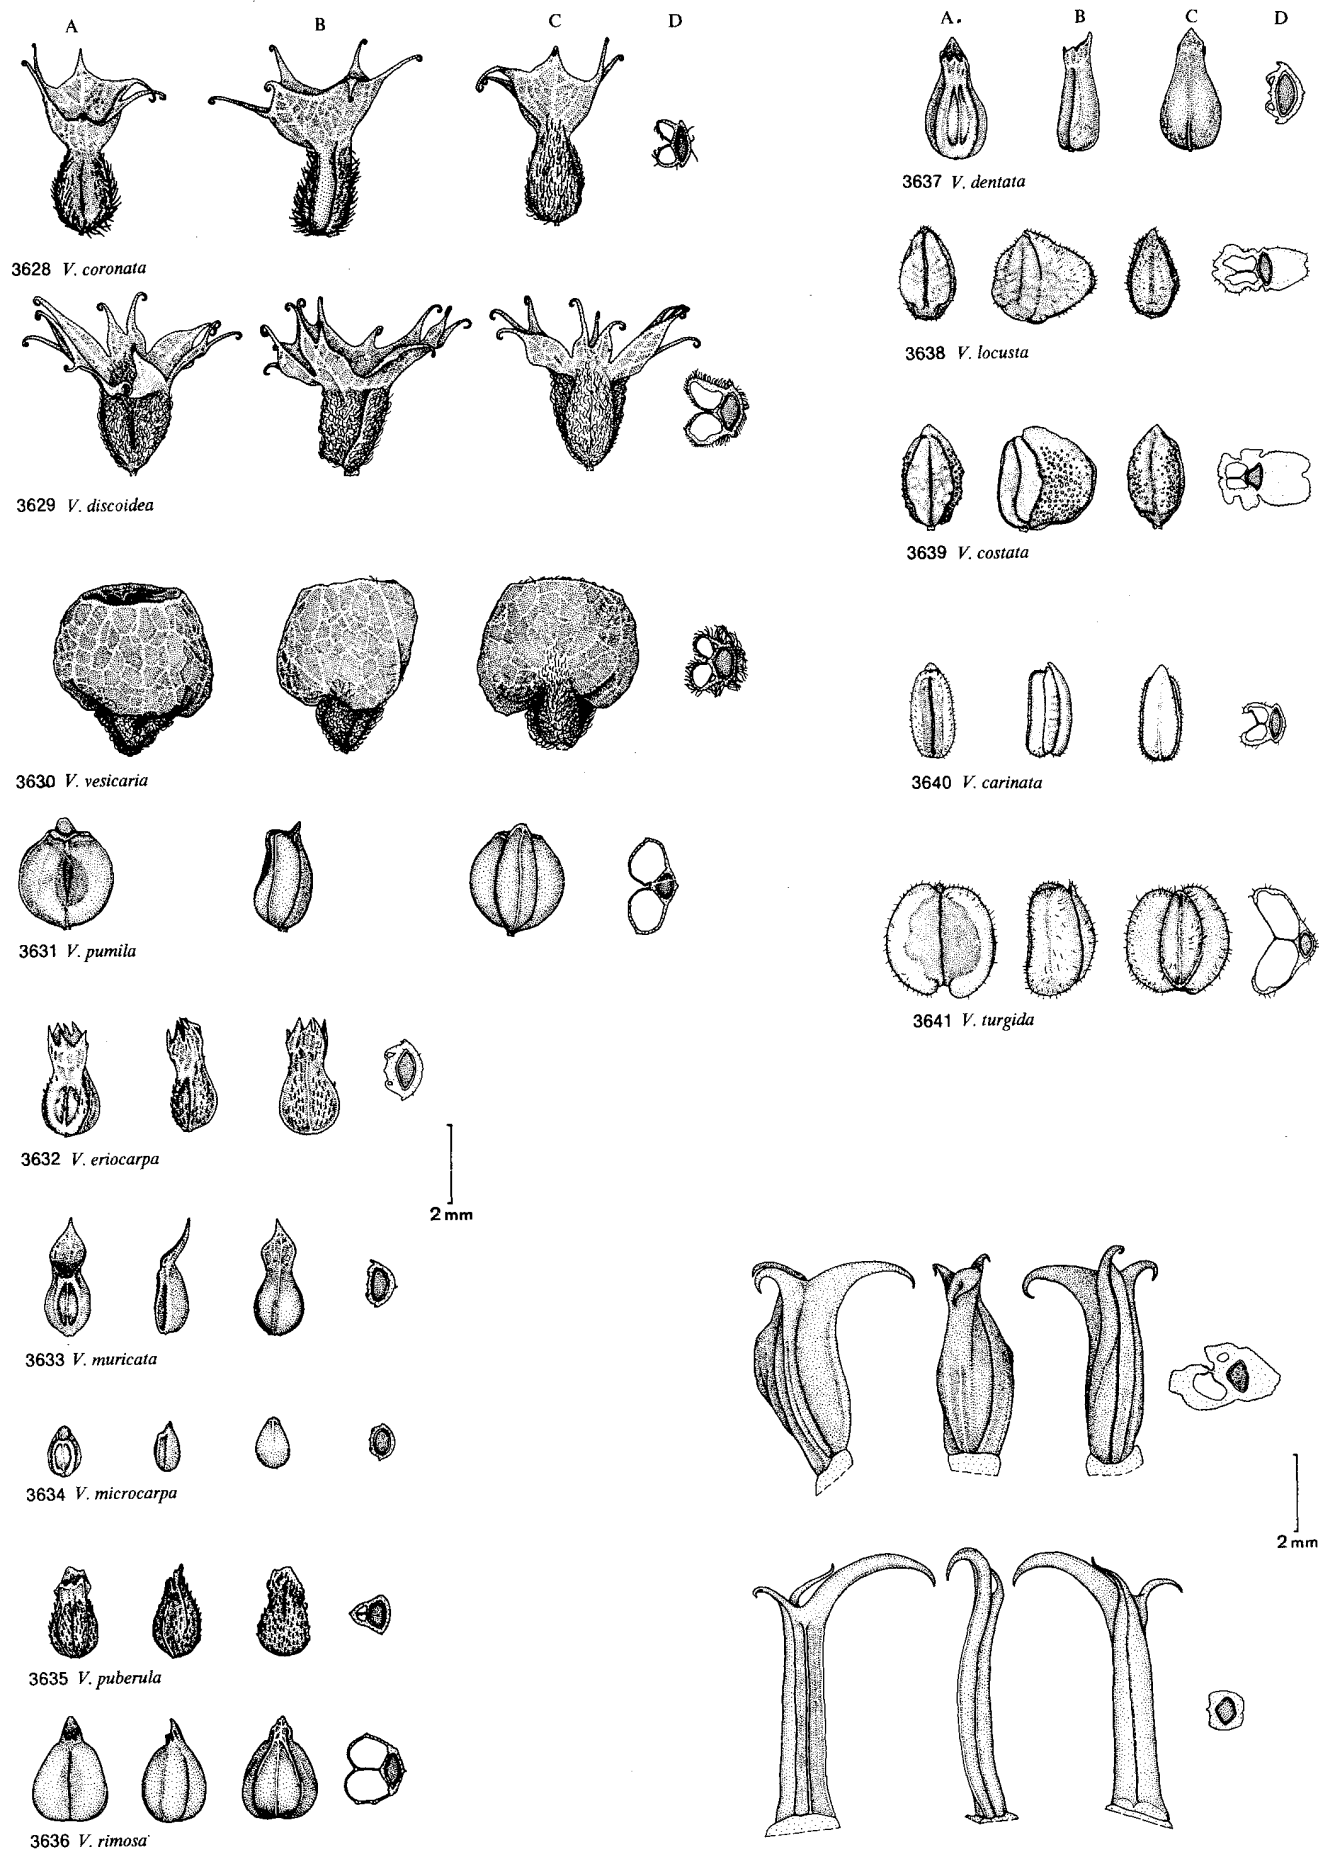 A B C D
3628 V. coronata
3629 V. discoidea
3630 V. vesicaria
3631 V. pumila
3632 V. eriocarpa
2 mm
3633 V. muricata
3634 V. microcarpa
3635 V. puberula
3636 V. rimosa
A. B C D
3637 V. dentata
3638 V. locusta
3639 V. costata
3640 V. carinata
3641 V. turgida
2 mm